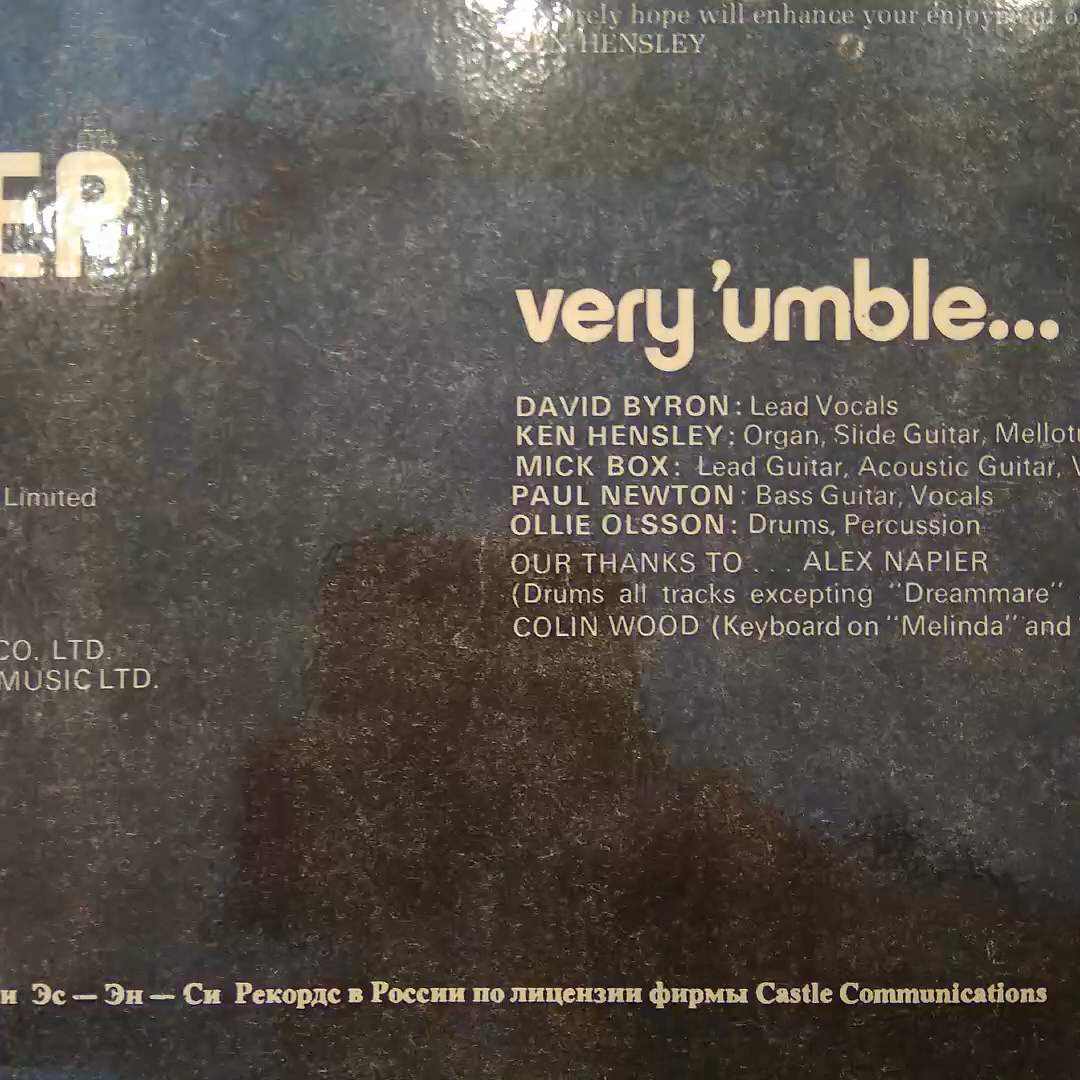 rely hope will enhance your enjoyment o
KEN HENSLEY
EP
very 'umble...
DAVID BYRON: Lead Vocals
KEN HENSLEY: Organ, Slide Guitar, Mellotr
MICK BOX: Lead Guitar, Acoustic Guitar, V
PAUL NEWTON: Bass Guitar, Vocals
Limited
OLLIE OLSSON: Drums, Percussion
OUR THANKS TO . . . ALEX NAPIER
(Drums all tracks excepting "Dreammare"
COLIN WOOD (Keyboard on "Melinda" and
CO. LTD.
MUSIC LTD.
и Эс — Эн — Си Рекордс в России по лицензии фирмы Castle Communications